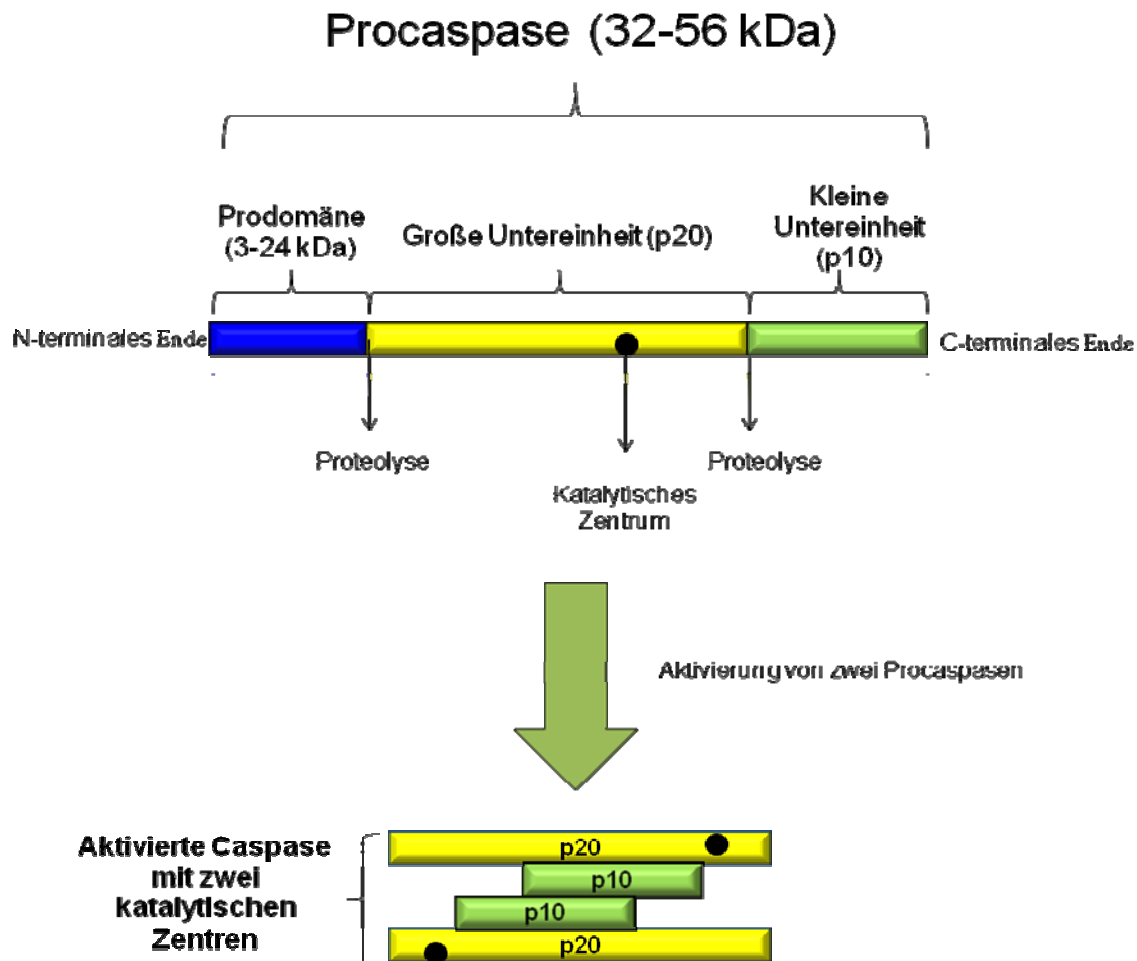 Procaspase (32-56 kDa)
Prodomäne
(3-24 kDa)
Große Untereinheit (p20)
Kleine
Untereinheit
(p10)
N-terminales Ende
C-terminales Ende
Proteolyse
Katalytisches
Zentrum
Proteolyse
Aktivierung von zwei Procaspasen
Aktivierte Caspase
mit zwei
katalytischen
Zentren
p20
p10
p10
p20